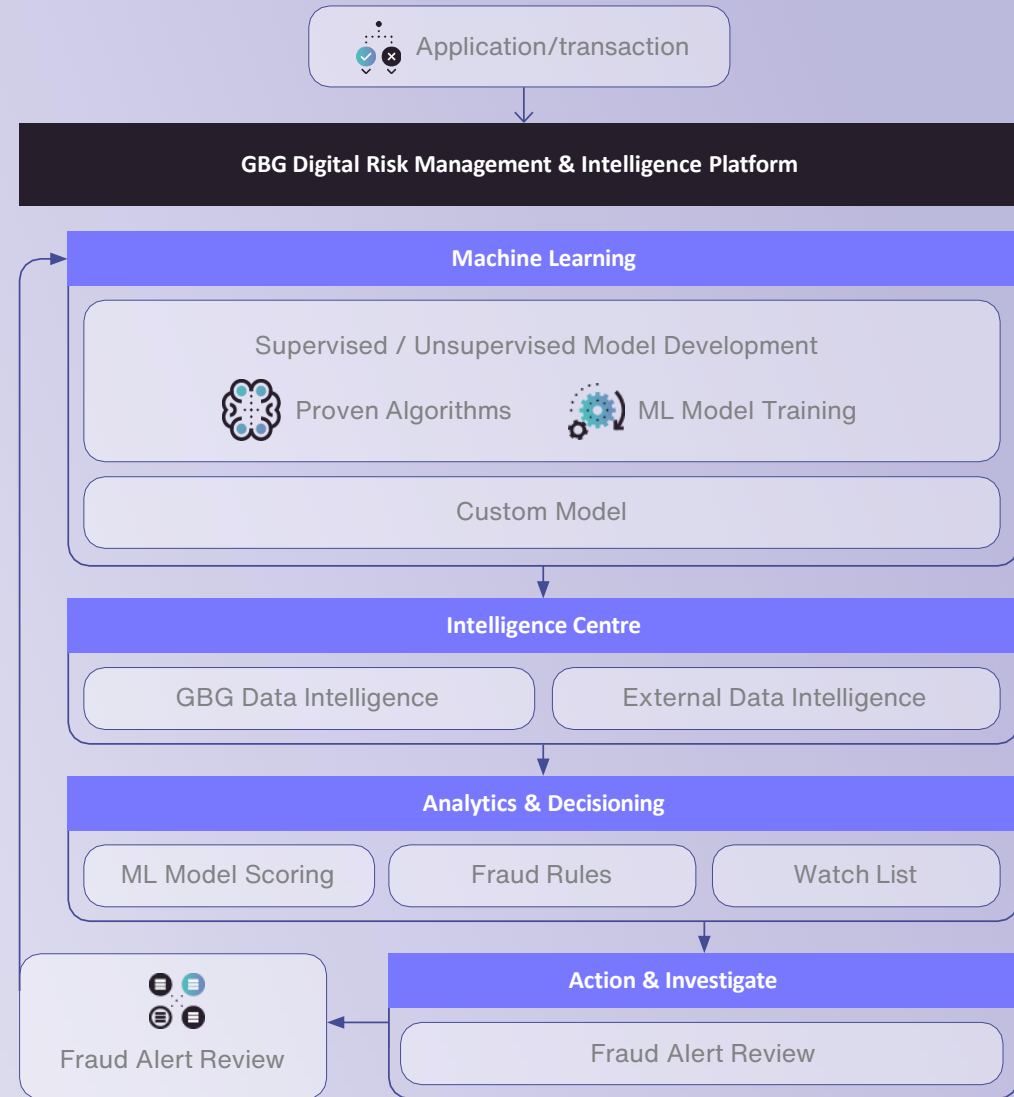 Application/transaction
GBG Digital Risk Management & Intelligence Platform
Machine Learning
Supervised / Unsupervised Model Development
Proven Algorithms
ML Model Training
Custom Model
Intelligence Centre
GBG Data Intelligence
External Data Intelligence
Analytics & Decisioning
ML Model Scoring
Fraud Rules
Watch List
Action & Investigate
Fraud Alert Review
Fraud Alert Review